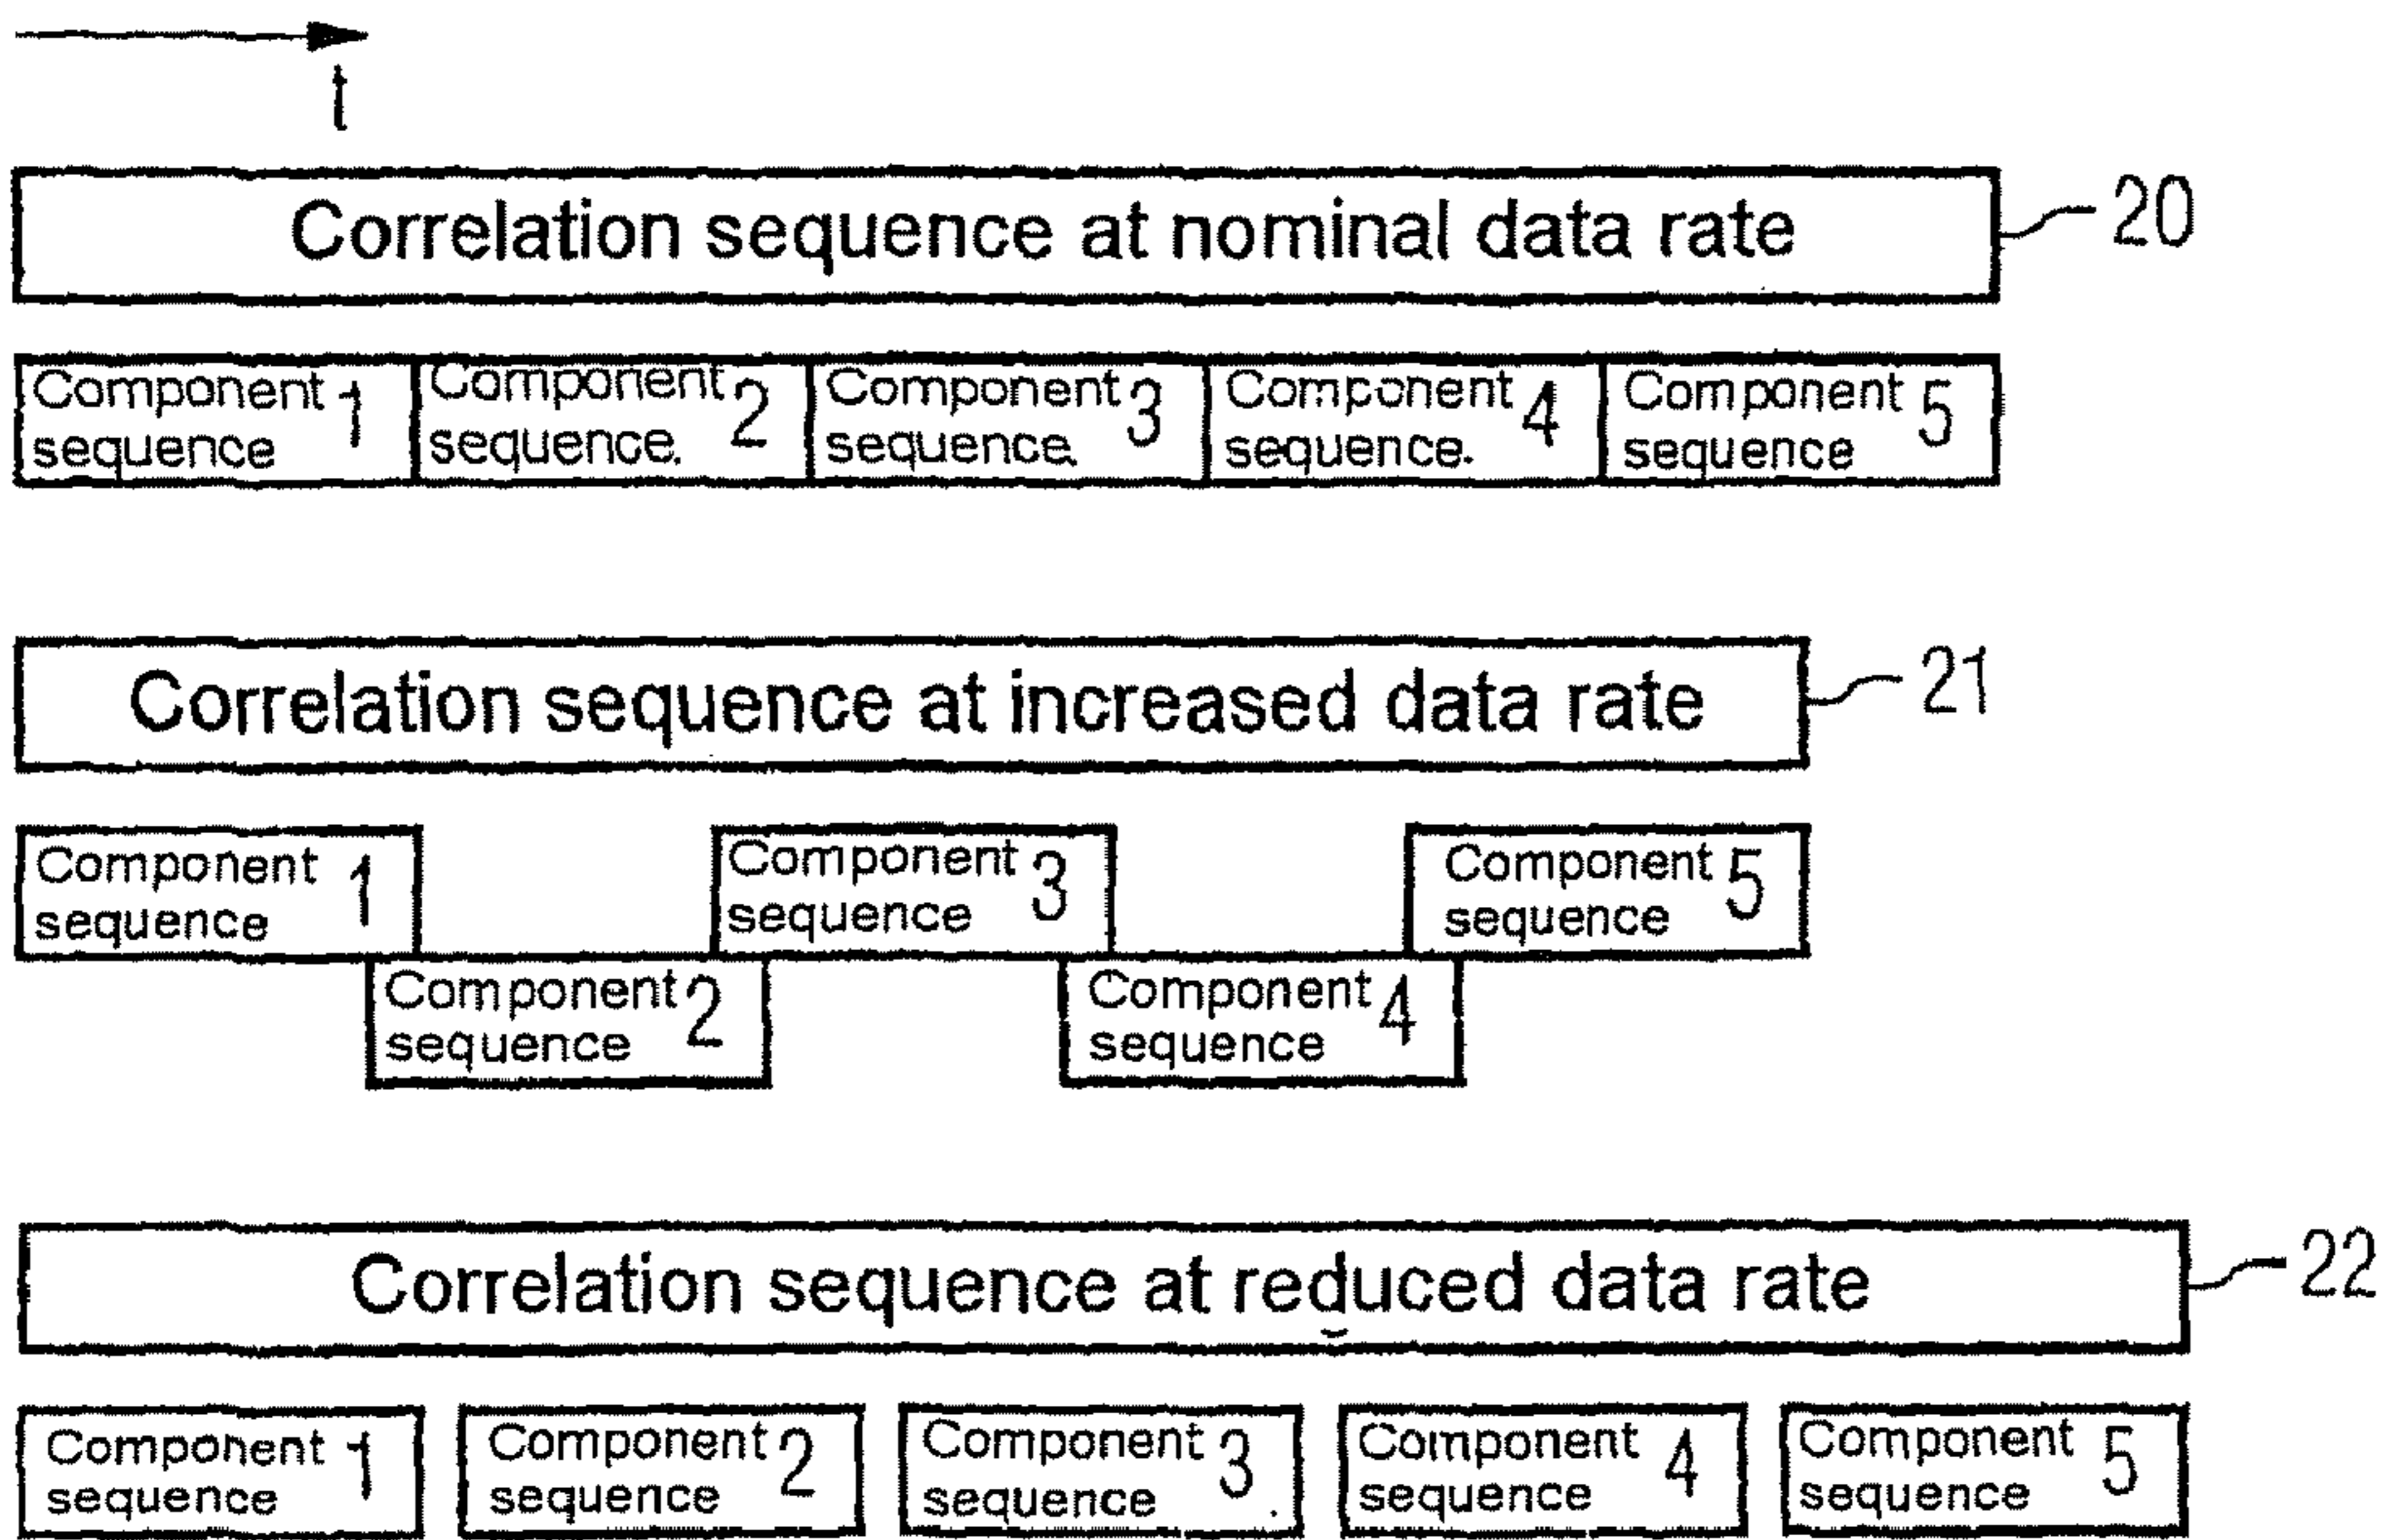 t
Correlation sequence at nominal data rate 20
Component sequence 1
Component sequence. 2
Component sequence. 3
Component sequence. 4
Component sequence 5
Correlation sequence at increased data rate 21
Component sequence 1
Component sequence 3
Component sequence 5
Component sequence 2
Component sequence 4
Correlation sequence at reduced data rate 22
Component sequence 1
Component sequence 2
Component sequence 3
Component sequence 4
Component sequence 5